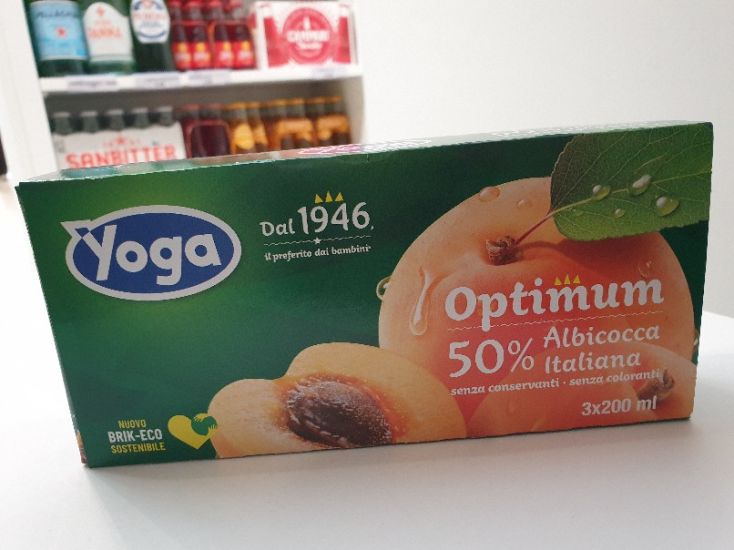 SANBITTER
Yoga
Dal 1946
il preferito dai bambini
Optimum
50% Albicocca
Italiana
senza conservanti · senza coloranti
3x200 ml
NUOVO
BRIK-ECO
SOSTENIBILE